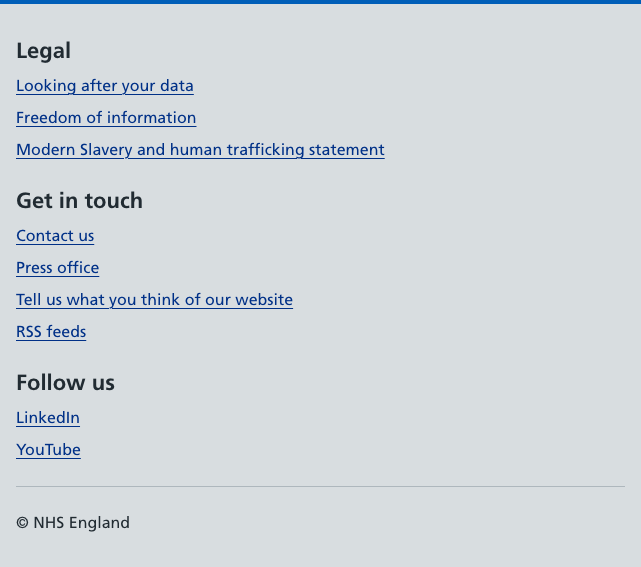 Legal
Looking after your data
Freedom of information
Modern Slavery and human trafficking statement
Get in touch
Contact us
Press office
Tell us what you think of our website
RSS feeds
Follow us
LinkedIn
YouTube
© NHS England